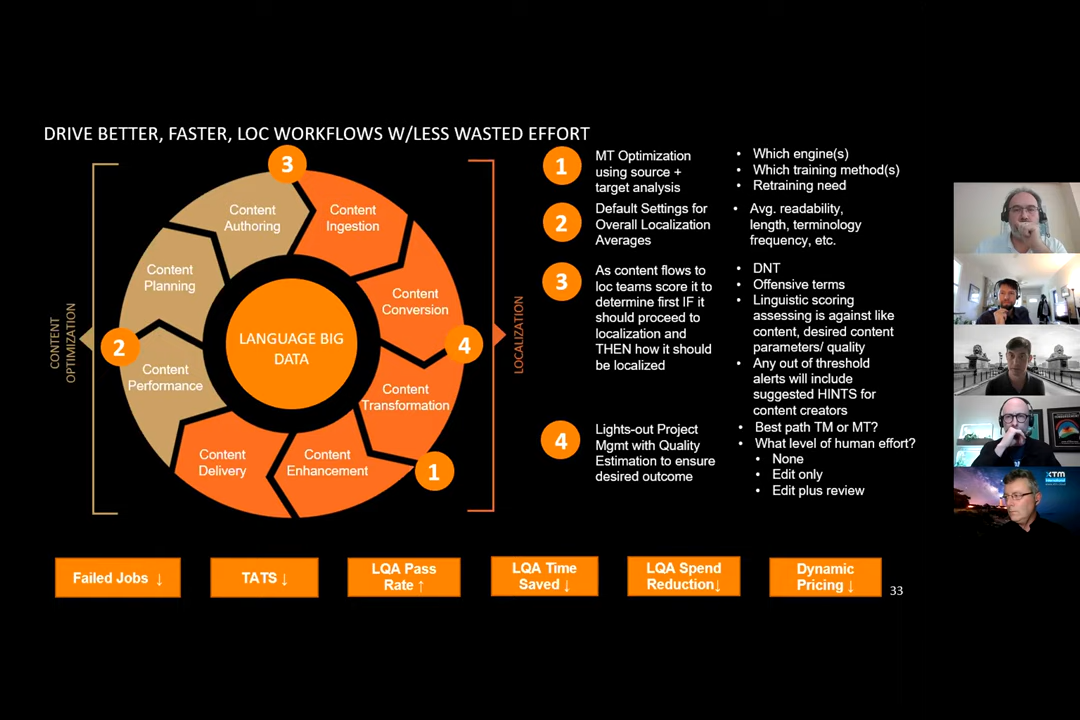 DRIVE BETTER, FASTER, LOC WORKFLOWS W/LESS WASTED EFFORT
CONTENT
OPTIMIZATION
3
Content
Authoring
Content
Ingestion
Content
Planning
Content
Conversion
2
LANGUAGE BIG
DATA
4
Content
Performance
Content
Transformation
Content
Delivery
Content
Enhancement
1
LOCALIZATION
1
MT Optimization
using source +
target analysis
• Which engine(s)
• Which training method(s)
• Retraining need
2
Default Settings for
Overall Localization
Averages
• Avg. readability,
length, terminology
frequency, etc.
3
As content flows to
loc teams score it to
determine first IF it
should proceed to
localization and
THEN how it should
be localized
• DNT
• Offensive terms
• Linguistic scoring
assessing is against like
content, desired content
parameters/ quality
• Any out of threshold
alerts will include
suggested HINTS for
content creators
4
Lights-out Project
Mgmt with Quality
Estimation to ensure
desired outcome
• Best path TM or MT?
• What level of human effort?
• None
• Edit only
• Edit plus review
Failed Jobs ↓
TATS ↓
LQA Pass
Rate ↑
LQA Time
Saved ↓
LQA Spend
Reduction↓
Dynamic
Pricing ↓
33
XTM